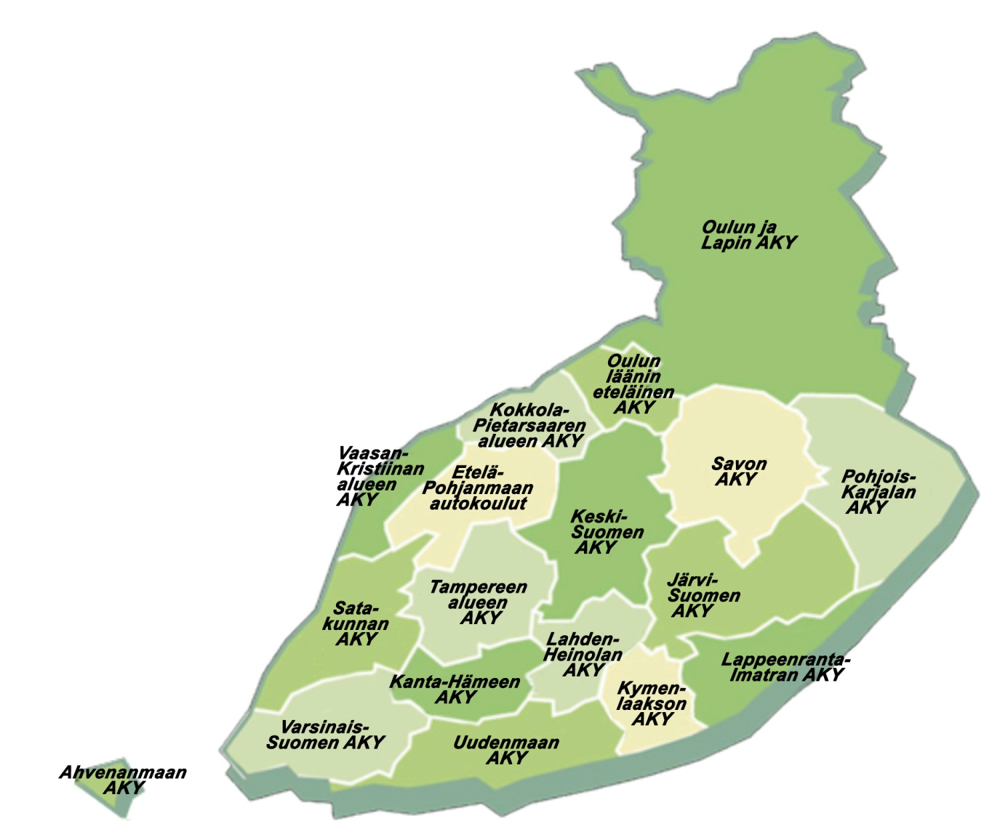 Oulun ja
Lapin AKY
Oulun
läänin
eteläinen
AKY
Kokkola-
Pietarsaaren
alueen AKY
Vaasan-
Kristiinan
alueen
AKY
Etelä-
Pohjanmaan
autokoulut
Savon
AKY
Pohjois-
Karjalan
AKY
Keski-
Suomen
AKY
Järvi-
Suomen
AKY
Tampereen
alueen
AKY
Sata-
kunnan
AKY
Lahden-
Heinolan
AKY
Lappeenranta-
Imatran AKY
Kanta-Hämeen
AKY
Kymen-
laakson
AKY
Varsinais-
Suomen AKY
Uudenmaan
AKY
Ahvenanmaan
AKY